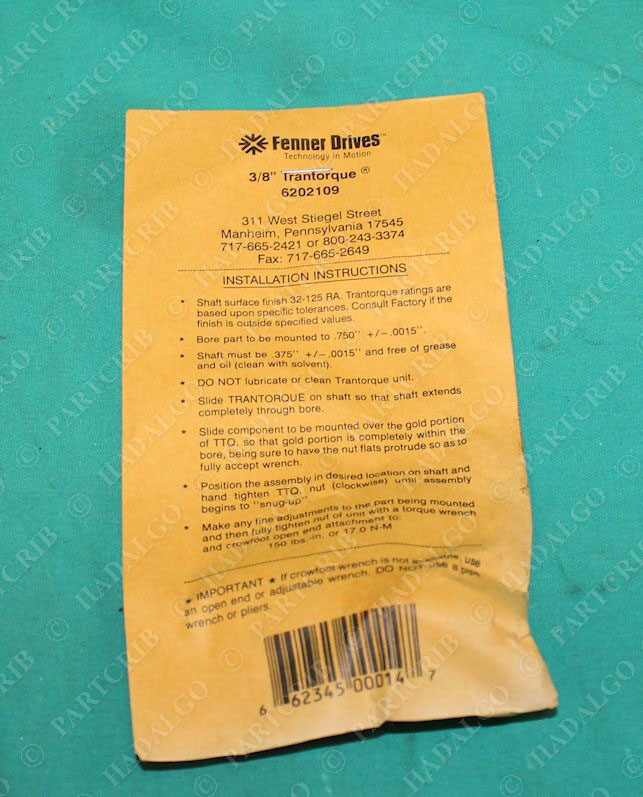 Fenner Drives™
Technology in Motion
3/8" Trantorque ®
6202109
311 West Stiegel Street
Manheim, Pennsylvania 17545
717-665-2421 or 800-243-3374
Fax: 717-665-2649
INSTALLATION INSTRUCTIONS
* Shaft surface finish 32-125 RA. Trantorque ratings are
based upon specific tolerances. Consult Factory if the
finish is outside specified values.
* Bore part to be mounted to .750" +/-.0015".
* Shaft must be .375" +/-.0015" and free of grease
and oil (clean with solvent).
* DO NOT lubricate or clean Trantorque unit.
* Slide TRANTORQUE on shaft so that shaft extends
completely through bore.
* Slide component to be mounted over the gold portion
of TTQ. so that gold portion is completely within the
bore, being sure to have the nut flats protrude so as to
fully accept wrench.
* Position the assembly in desired location on shaft and
hand tighten TTQ. nut (clockwise) until assembly
begins to "snug-up".
* Make any fine adjustments to the part being mounted
and then fully tighten nut of unit with a torque wrench
and crowfoot open end attachment to:
150 lbs.-in. or 17.0 N-M
★ IMPORTANT ★ If crowfoot wrench is not available, use
an open end or adjustable wrench. DO NOT use a pipe
wrench or pliers.
6 62345 00014 7
© PARTCRIB
© HADALGO